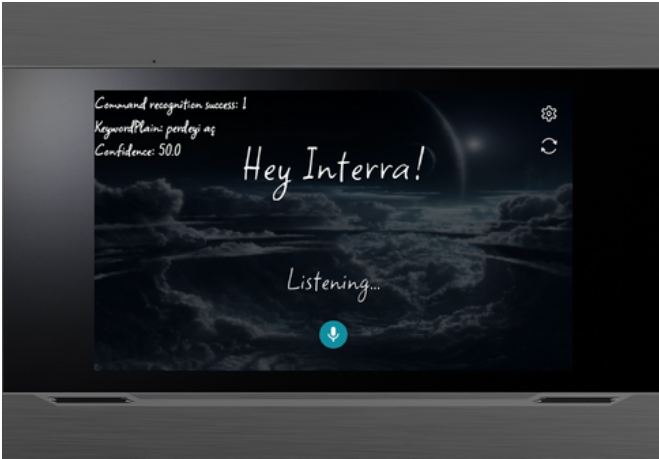 Command recognition success: 1
KeywordPlain: perdeyi aç
Confidence: 50.0
Hey Interra!
Listening...